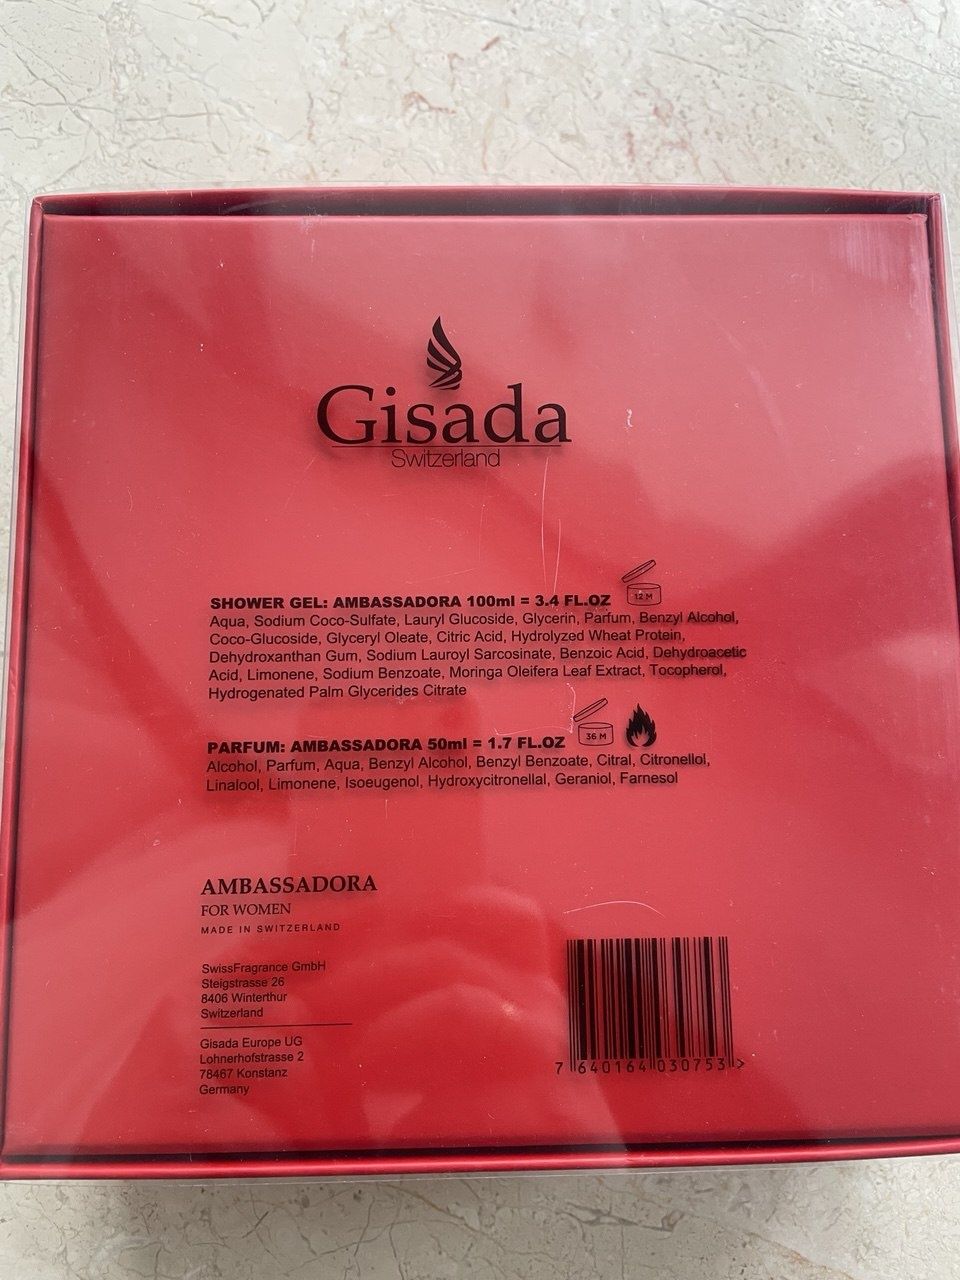 Gisada
Switzerland
SHOWER GEL: AMBASSADORA 100ml = 3.4 FL.OZ 12 M
Aqua, Sodium Coco-Sulfate, Lauryl Glucoside, Glycerin, Parfum, Benzyl Alcohol,
Coco-Glucoside, Glyceryl Oleate, Citric Acid, Hydrolyzed Wheat Protein,
Dehydroxanthan Gum, Sodium Lauroyl Sarcosinate, Benzoic Acid, Dehydroacetic
Acid, Limonene, Sodium Benzoate, Moringa Oleifera Leaf Extract, Tocopherol,
Hydrogenated Palm Glycerides Citrate
PARFUM: AMBASSADORA 50ml = 1.7 FL.OZ 36 M
Alcohol, Parfum, Aqua, Benzyl Alcohol, Benzyl Benzoate, Citral, Citronellol,
Linalool, Limonene, Isoeugenol, Hydroxycitronellal, Geraniol, Farnesol
AMBASSADORA
FOR WOMEN
MADE IN SWITZERLAND
SwissFragrance GmbH
Steigstrasse 26
8406 Winterthur
Switzerland
Gisada Europe UG
Lohnerhofstrasse 2
78467 Konstanz
Germany
7 640164 030753 >